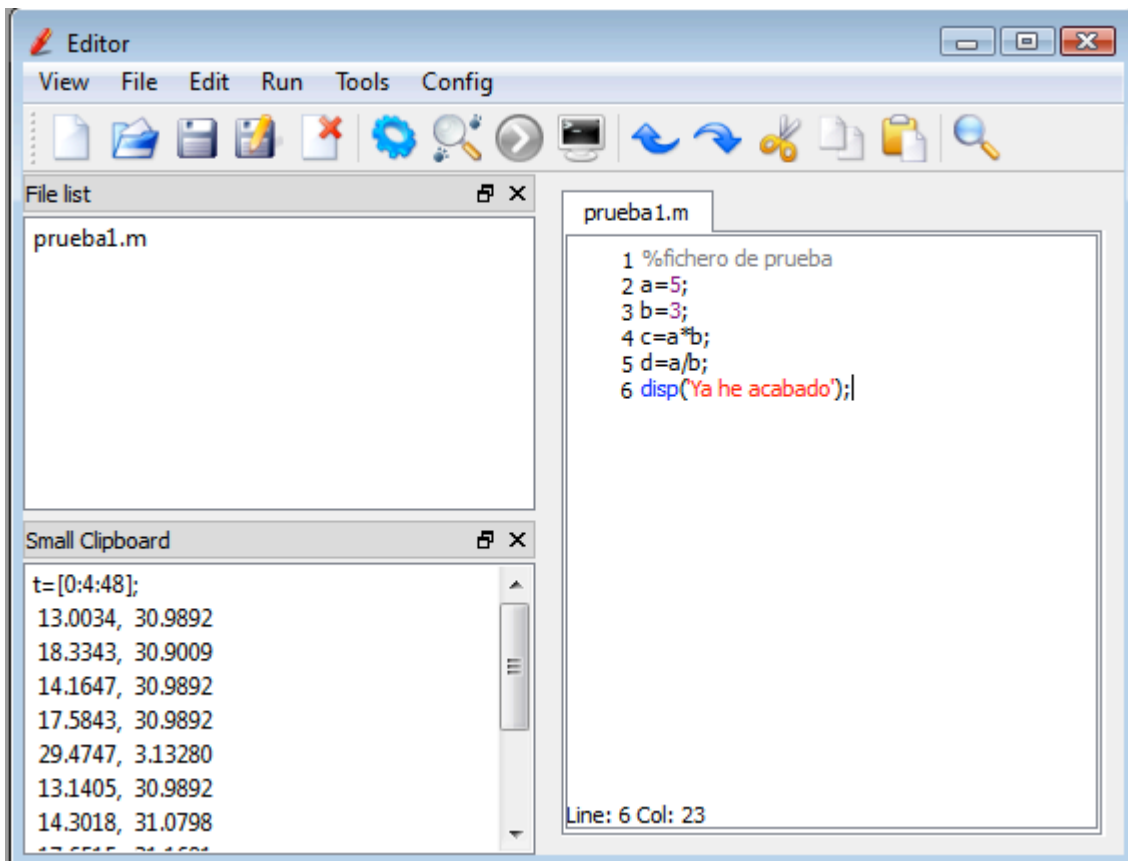 Editor
View File Edit Run Tools Config
File list
prueba1.m
Small Clipboard
t=[0:4:48];
13.0034, 30.9892
18.3343, 30.9009
14.1647, 30.9892
17.5843, 30.9892
29.4747, 3.13280
13.1405, 30.9892
14.3018, 31.0798
prueba1.m
1 %fichero de prueba
2 a=5;
3 b=3;
4 c=a*b;
5 d=a/b;
6 disp('Ya he acabado');
Line: 6 Col: 23